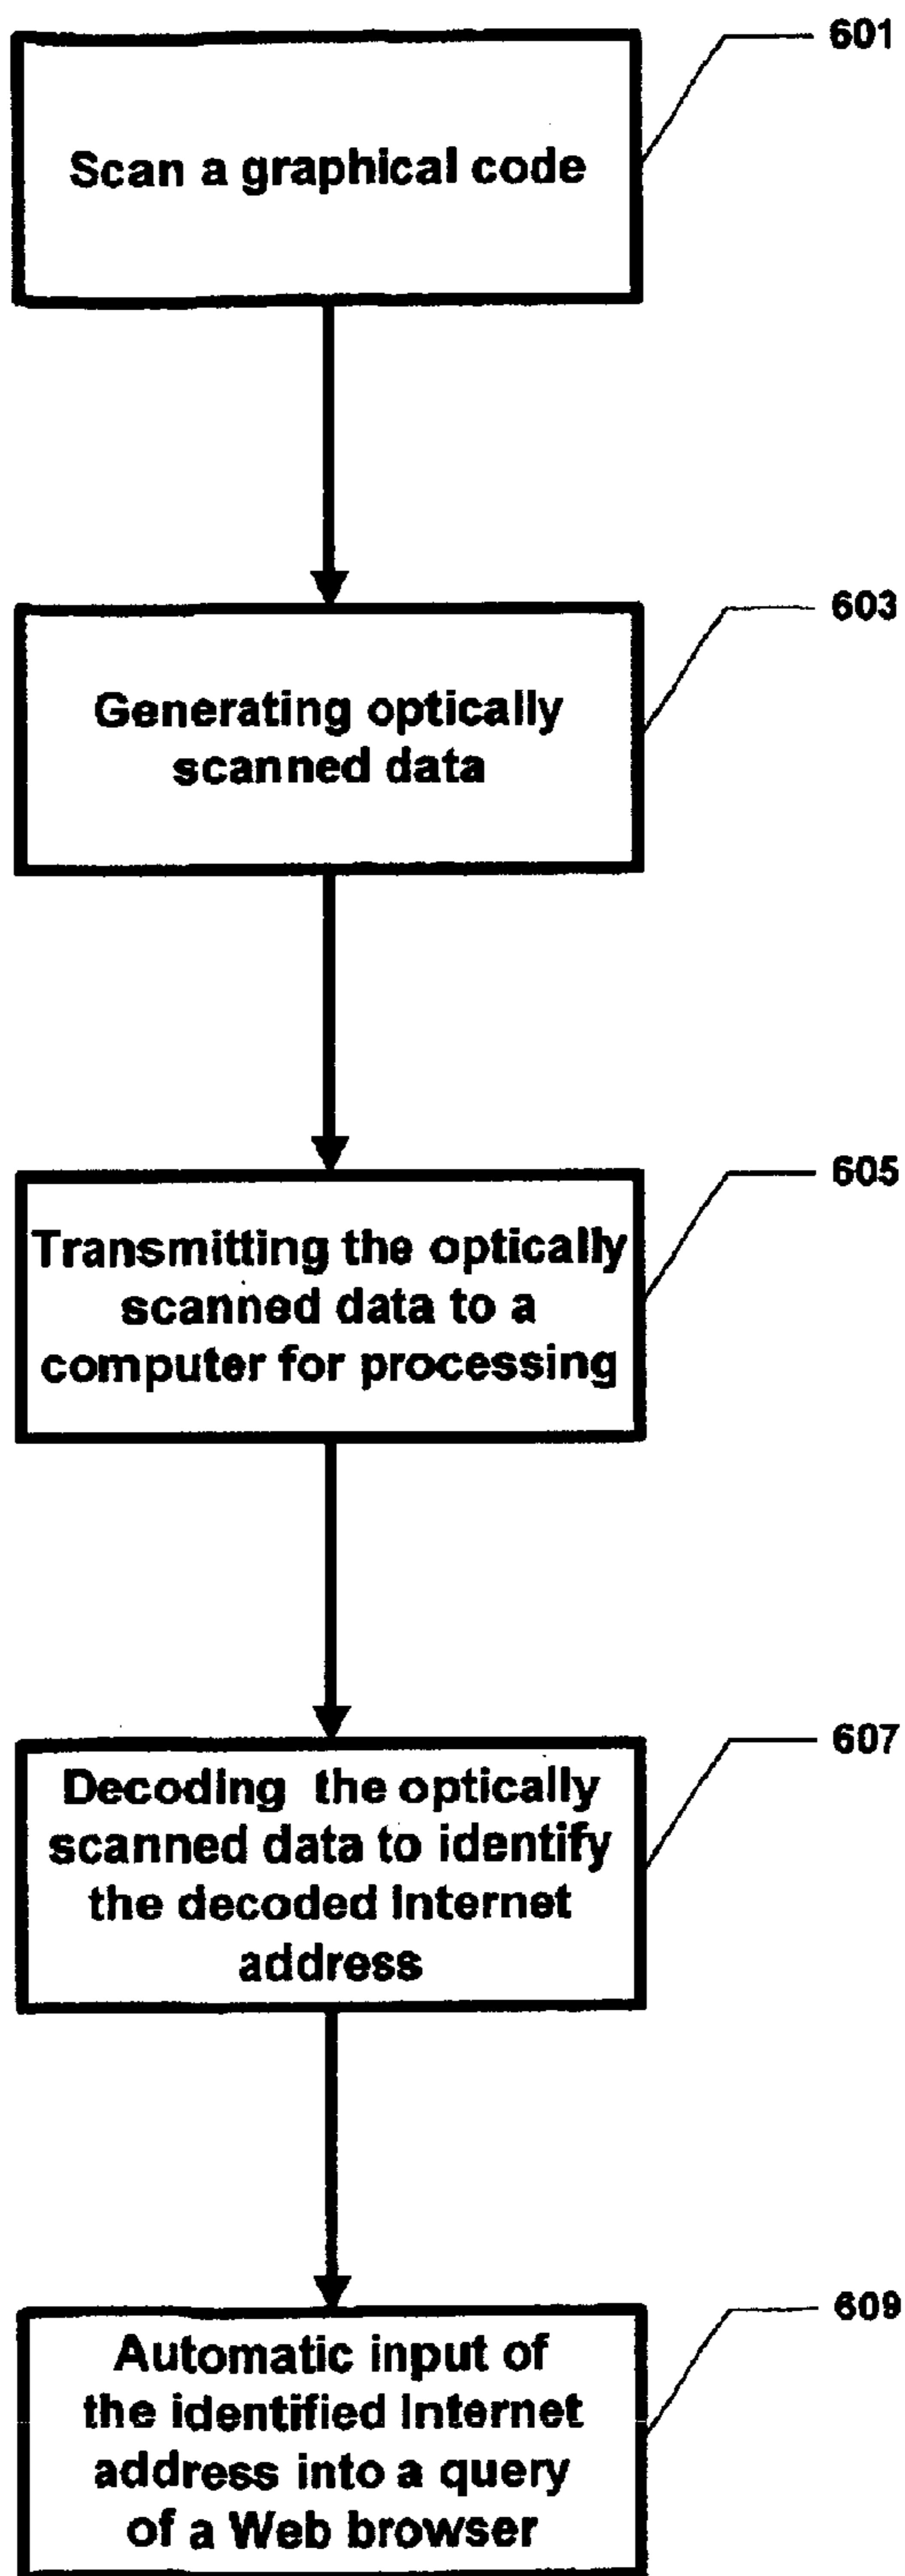 601
Scan a graphical code
603
Generating optically
scanned data
605
Transmitting the optically
scanned data to a
computer for processing
607
Decoding the optically
scanned data to identify
the decoded Internet
address
609
Automatic input of
the identified Internet
address into a query
of a Web browser